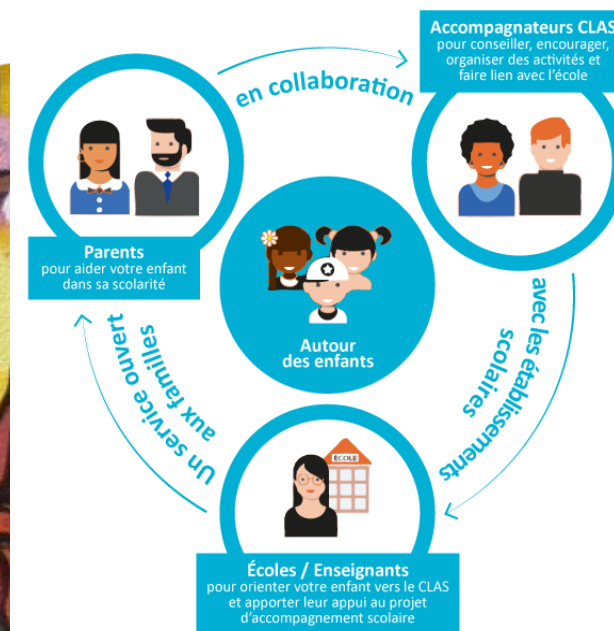 Accompagnateurs CLAS
pour conseiller, encourager,
organiser des activités et
faire lien avec l'école
en collaboration
Parents
pour aider votre enfant
dans sa scolarité
Autour
des enfants
avec les établissements
scolaires
Un service ouvert
aux familles
ÉCOLE
Écoles / Enseignants
pour orienter votre enfant vers le CLAS
et apporter leur appui au projet
d'accompagnement scolaire